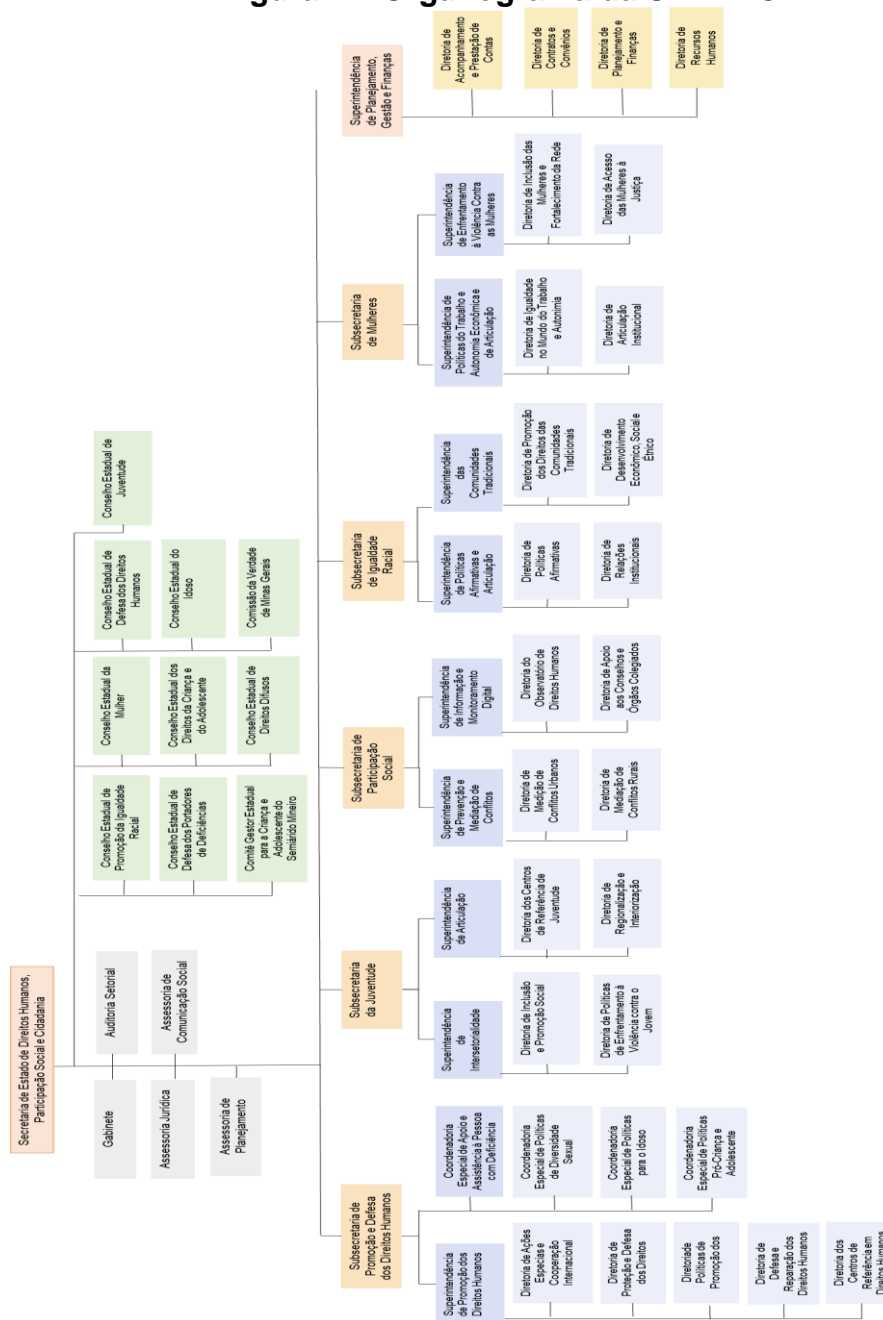 Secretaria de Estado de Direitos Humanos,
Participação Social e Cidadania
Gabinete
Auditoria Setorial
Assessoria Jurídica
Assessoria de
Comunicação Social
Assessoria de
Planejamento
Conselho Estadual de
Promoção da Igualdade
Racial
Conselho Estadual de
Defesa dos Portadores
de Deficiências
Comitê Gestor Estadual
para a Criança e
Adolescente do
Semiárido Mineiro
Conselho Estadual da
Mulher
Conselho Estadual dos
Direitos da Criança e
do Adolescente
Conselho Estadual de
Direitos Difusos
Conselho Estadual de
Defesa dos Direitos
Humanos
Conselho Estadual do
Idoso
Comissão da Verdade
de Minas Gerais
Conselho Estadual de
Juventude
Subsecretaria de
Promoção e Defesa
dos Direitos Humanos
Superintendência
de Promoção dos
Direitos Humanos
Diretoria de Ações
Especias e
Cooperação
Internacional
Diretoria de
Proteção e Defesa
dos Direitos
Diretoriade
Políticas de
Promoção dos
Diretoria de
Defesa e
Reparação dos
Direitos Humanos
Diretoria dos
Centros de
Referência em
Direitos Humanos
Coordenadoria
Especial de Apoio e
Assistência à Pessoa
com Deficiência
Coordenadoria
Especial de Políticas
de Diversidade
Sexual
Coordenadoria
Especial de Políticas
para o Idoso
Coordenadoria
Especial de Políticas
Pró-Criança e
Adolescente
Subsecretaria
da Juventude
Superintendência
de
Intersetorialidade
Diretoria de Inclusão
e Promoção Social
Diretoria de Políticas
de Enfrentamento à
Violência contra o
Jovem
Superintendência
de Articulação
Diretoria dos Centros
de Referência de
Juventude
Diretoria de
Regionalização e
Interiorização
Subsecretaria de
Participação
Social
Superintendência
de Prevenção e
Mediação de
Conflitos
Diretoria de
Medição de
Conflitos Urbanos
Diretoria de
Mediação de
Conflitos Rurais
Superintendência
de Informação e
Monitoramento
Digital
Diretoria do
Observatório de
Direitos Humanos
Diretoria de Apoio
aos Conselhos e
Órgãos Colegiados
Subsecretaria
de Igualdade
Racial
Superintendência
de Políticas
Afirmativas e
Articulação
Diretoria de
Políticas
Afirmativas
Diretoria de
Relações
Institucionais
Superintendência
das
Comunidades
Tradicionais
Diretoria de Promoção
dos Direitos das
Comunidades
Tradicionais
Diretoria de
Desenvolvimento
Econômico, Social e
Étnico
Subsecretaria
de Mulheres
Superintendência de
Políticas do Trabalho e
Autonomia Econômica e
de Articulação
Diretoria de Igualdade
no Mundo do Trabalho
e Autonimia
Diretoria de
Articulação
Institucional
Superintendência
de Enfrentamento
à Violência Contra
as Mulheres
Diretoria de Inclusão das
Mulheres e
Fortalecimento da Rede
Diretoria de Acesso
das Mulheres à
Justiça
Superintendência
de Planejamento,
Gestão e Finanças
Diretoria de
Acompanhamento
e Prestação de
Contas
Diretoria de
Contratos e
Convênios
Diretoria de
Planejamento e
Finanças
Diretoria de
Recursos
Humanos